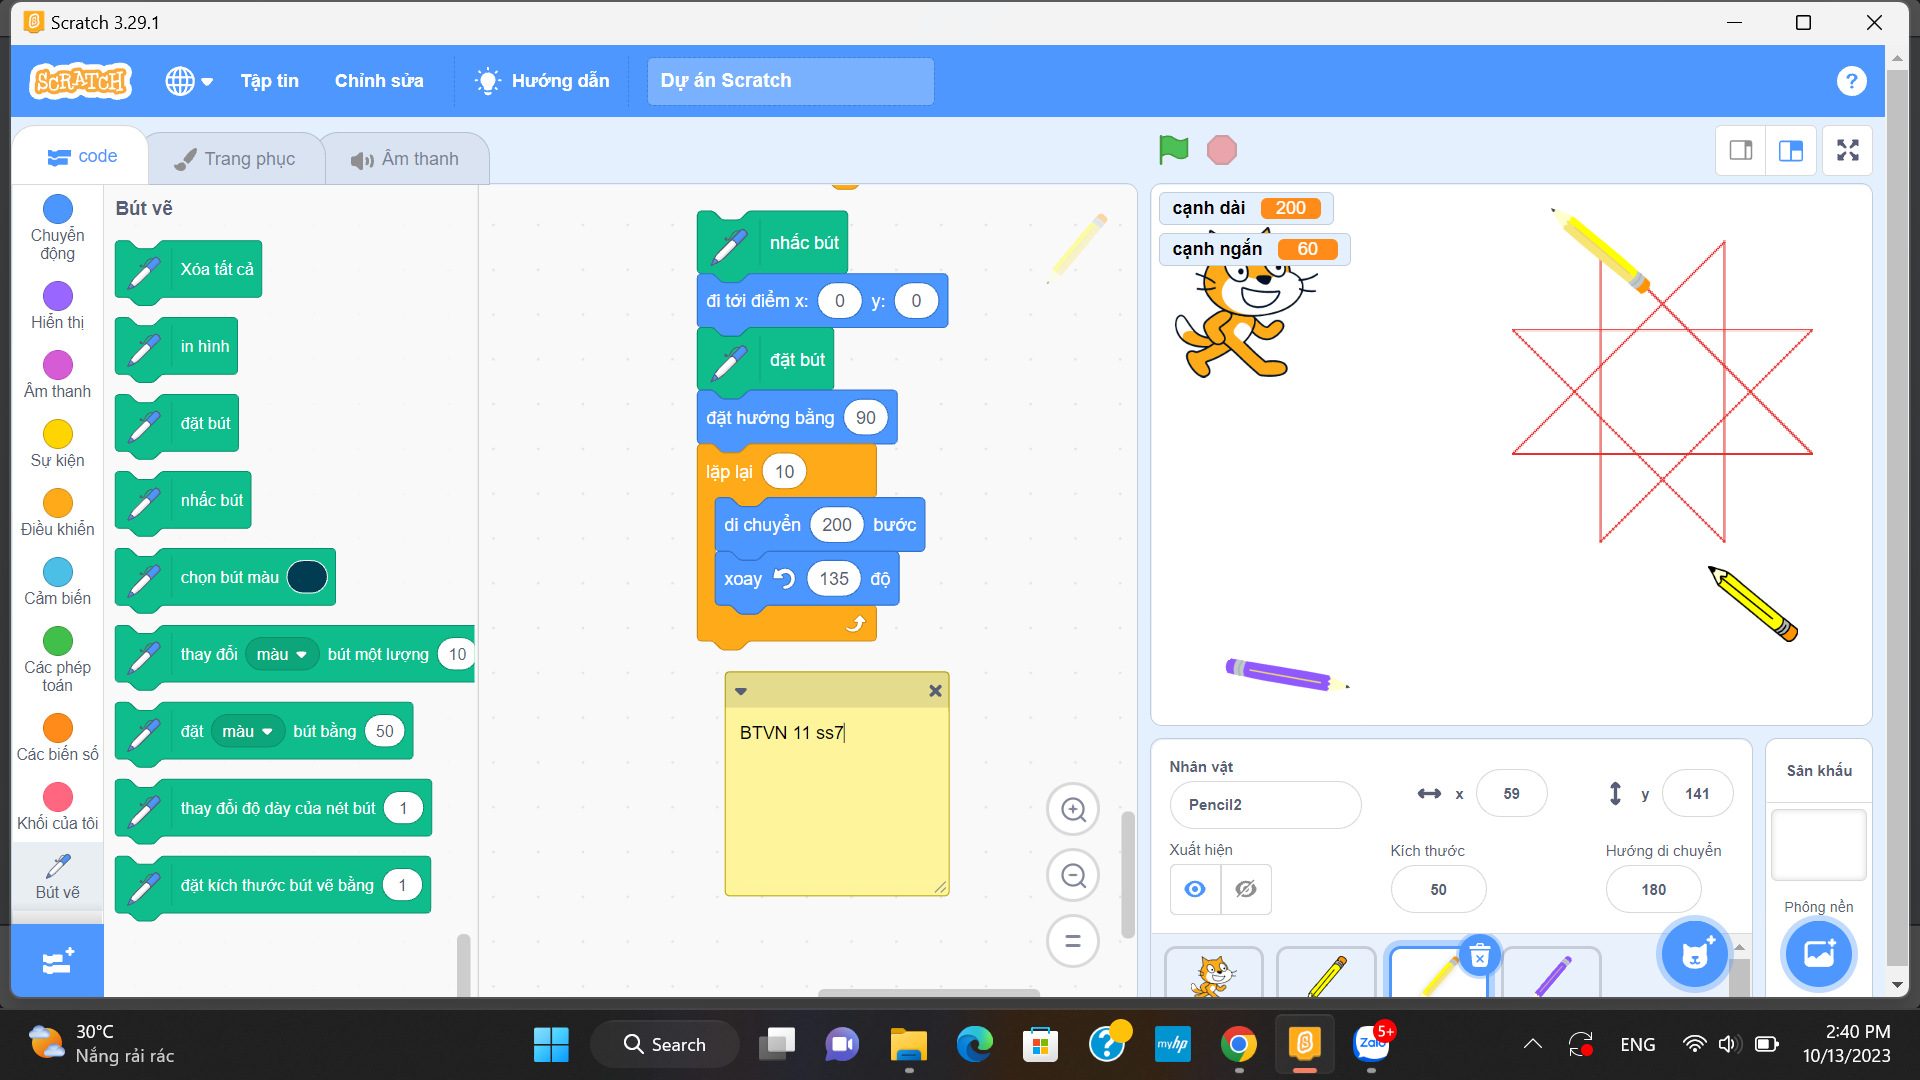 Scratch 3.29.1
SCRATCH
Tập tin
Chỉnh sửa
Hướng dẫn
Dự án Scratch
?
code
Trang phục
Âm thanh
Chuyển động
Hiển thị
Âm thanh
Sự kiện
Điều khiển
Cảm biến
Các phép toán
Các biến số
Khối của tôi
Bút vẽ
Bút vẽ
Xóa tất cả
in hình
đặt bút
nhấc bút
chọn bút màu
thay đổi màu bút một lượng 10
đặt màu bút bằng 50
thay đổi độ dày của nét bút 1
đặt kích thước bút vẽ bằng 1
nhấc bút
đi tới điểm x: 0 y: 0
đặt bút
đặt hướng bằng 90
lặp lại 10
di chuyển 200 bước
xoay 135 độ
BTVN 11 ss7
cạnh dài 200
cạnh ngắn 60
Nhân vật
Pencil2
x 59
y 141
Xuất hiện
Kích thước
50
Hướng di chuyển
180
Sân khấu
Phông nền
30°C
Nắng rải rác
Search
?
myhp
Zalo
5+
ENG
2:40 PM
10/13/2023